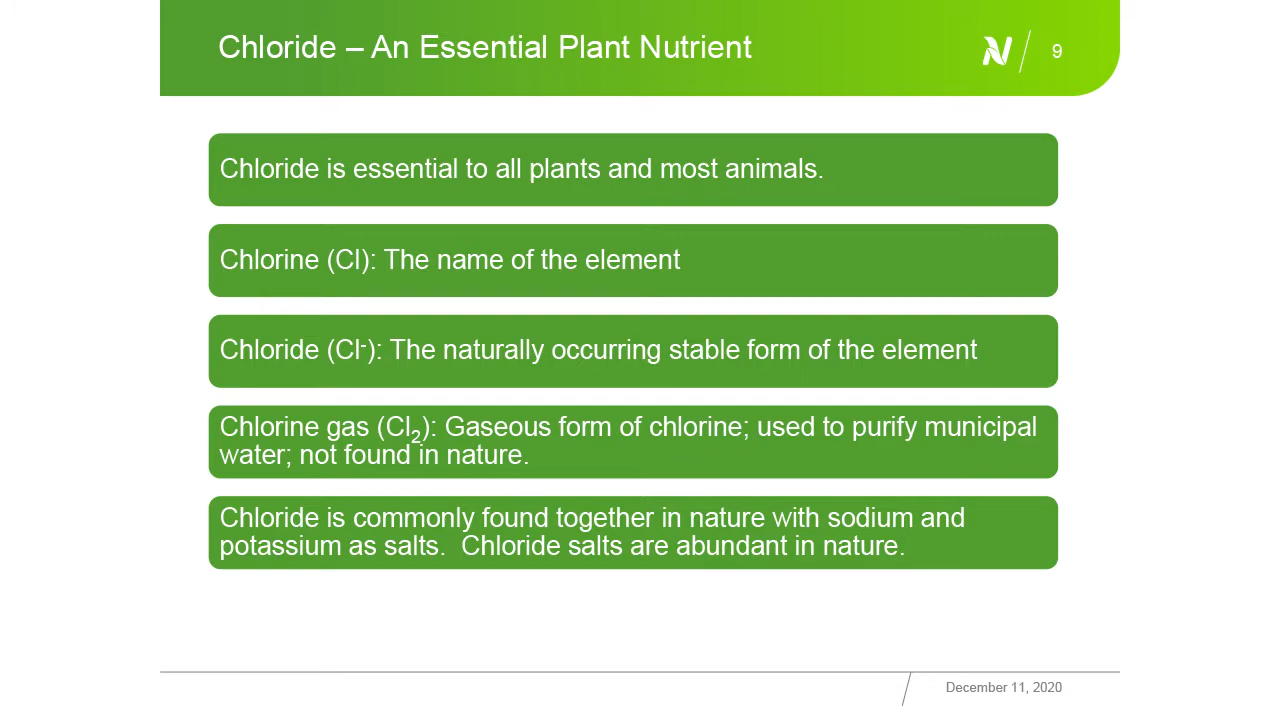 Chloride – An Essential Plant Nutrient
9
Chloride is essential to all plants and most animals.
Chlorine (Cl): The name of the element
Chloride (Cl⁻): The naturally occurring stable form of the element
Chlorine gas (Cl₂): Gaseous form of chlorine; used to purify municipal
water; not found in nature.
Chloride is commonly found together in nature with sodium and
potassium as salts.  Chloride salts are abundant in nature.
December 11, 2020